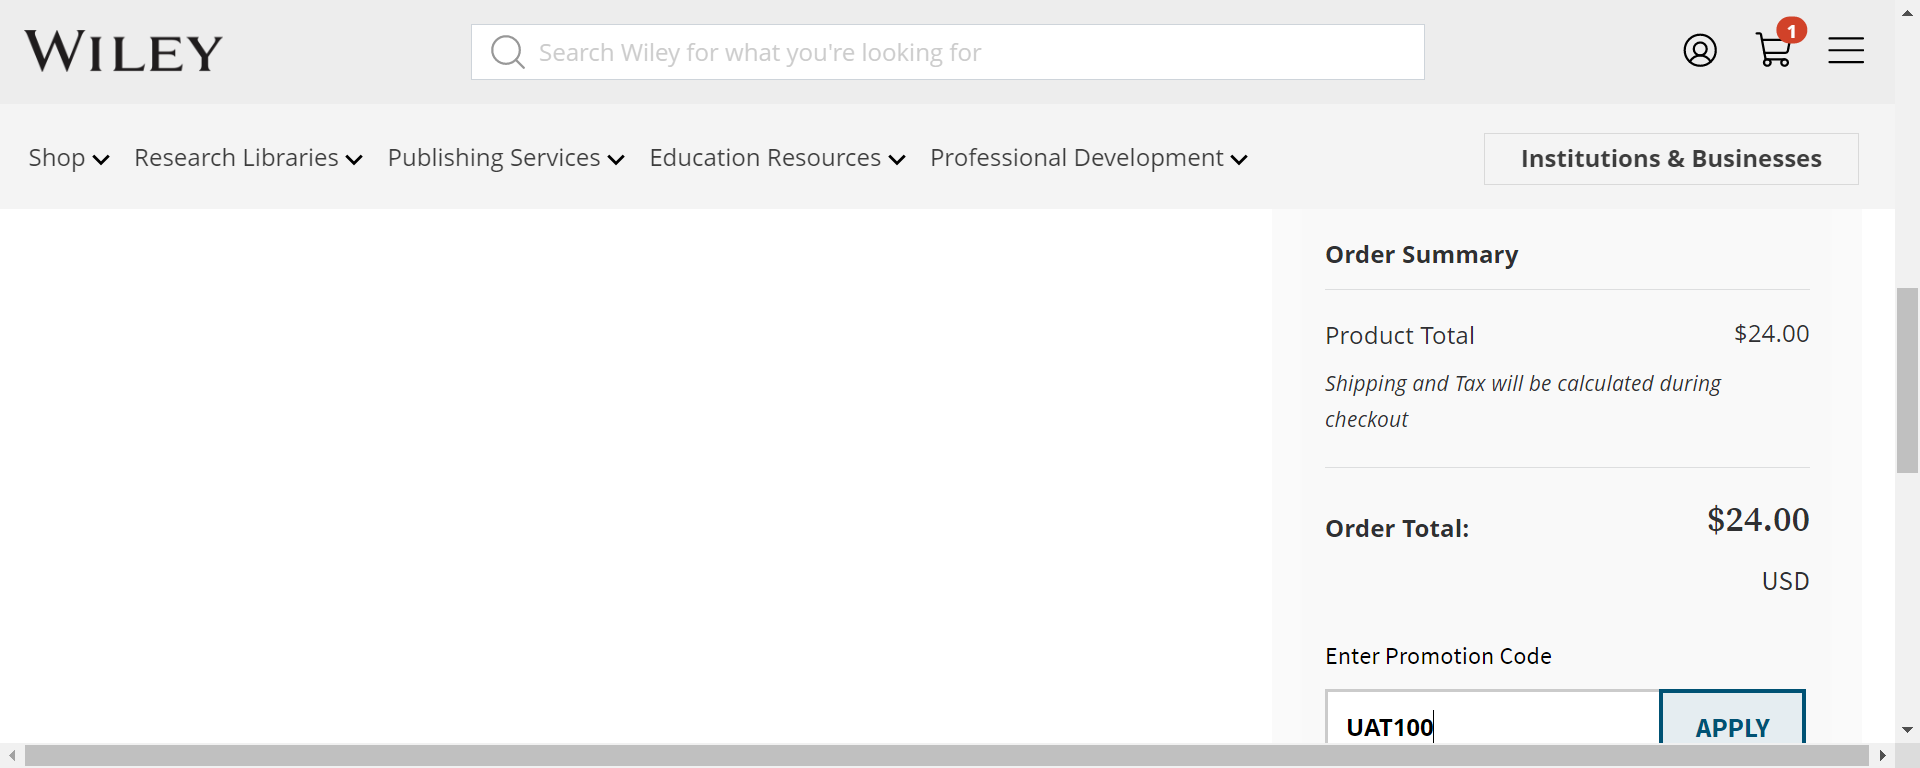 WILEY
Search Wiley for what you're looking for
1
Shop Research Libraries Publishing Services Education Resources Professional Development Institutions & Businesses
Order Summary
Product Total $24.00
Shipping and Tax will be calculated during
checkout
Order Total: $24.00
USD
Enter Promotion Code
UAT100 APPLY